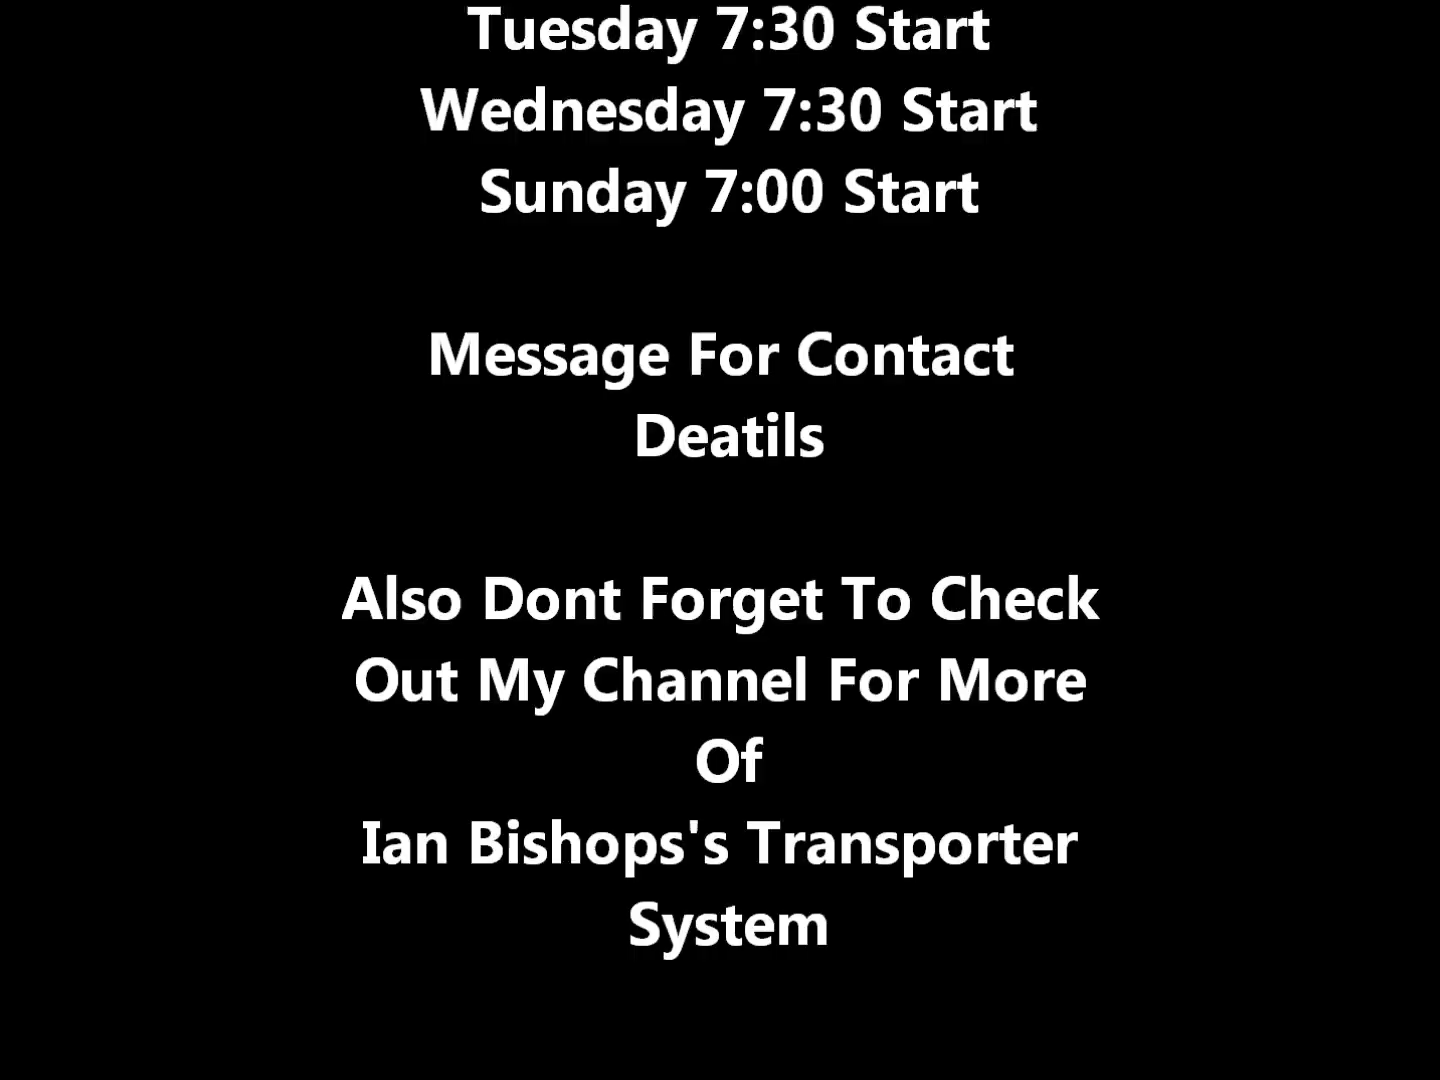 Tuesday 7:30 Start
Wednesday 7:30 Start
Sunday 7:00 Start
Message For Contact
Deatils
Also Dont Forget To Check
Out My Channel For More
Of
Ian Bishops's Transporter
System